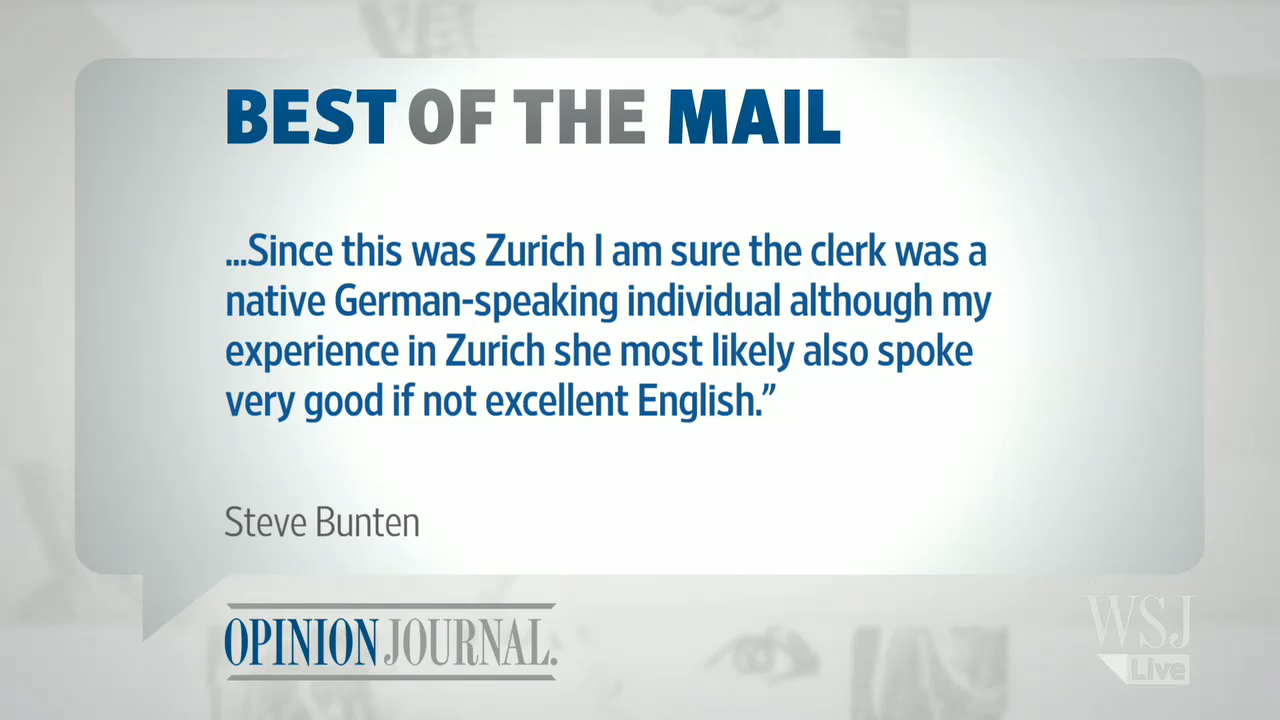 BEST OF THE MAIL
...Since this was Zurich I am sure the clerk was a
native German-speaking individual although my
experience in Zurich she most likely also spoke
very good if not excellent English.”
Steve Bunten
OPINION JOURNAL.
WSJ
Live